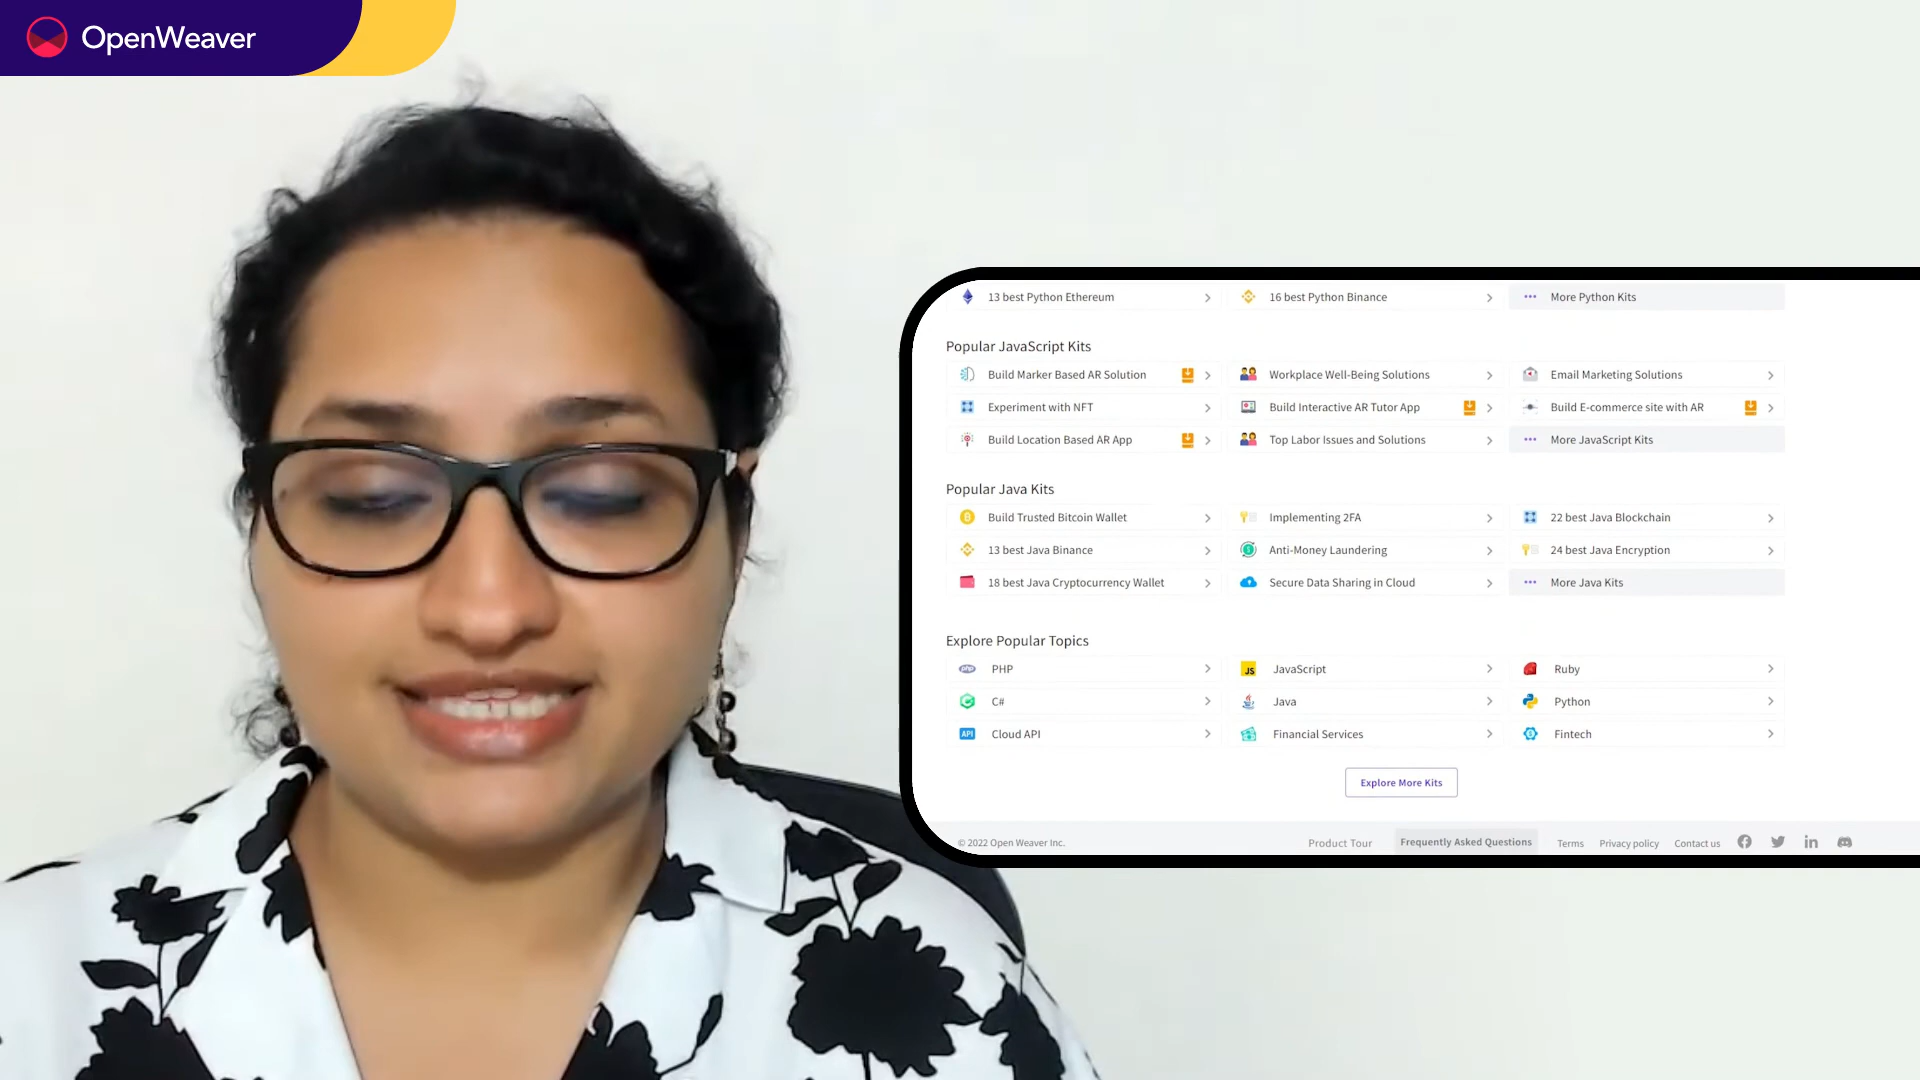 OpenWeaver
13 best Python Ethereum
16 best Python Binance
More Python Kits
Popular JavaScript Kits
Build Marker Based AR Solution
Workplace Well-Being Solutions
Email Marketing Solutions
Experiment with NFT
Build Interactive AR Tutor App
Build E-commerce site with AR
Build Location Based AR App
Top Labor Issues and Solutions
More JavaScript Kits
Popular Java Kits
Build Trusted Bitcoin Wallet
Implementing 2FA
22 best Java Blockchain
13 best Java Binance
Anti-Money Laundering
24 best Java Encryption
18 best Java Cryptocurrency Wallet
Secure Data Sharing in Cloud
More Java Kits
Explore Popular Topics
php PHP
JS JavaScript
Ruby
C#
Java
Python
API Cloud API
Financial Services
Fintech
Explore More Kits
© 2022 Open Weaver Inc.
Product Tour
Frequently Asked Questions
Terms
Privacy policy
Contact us